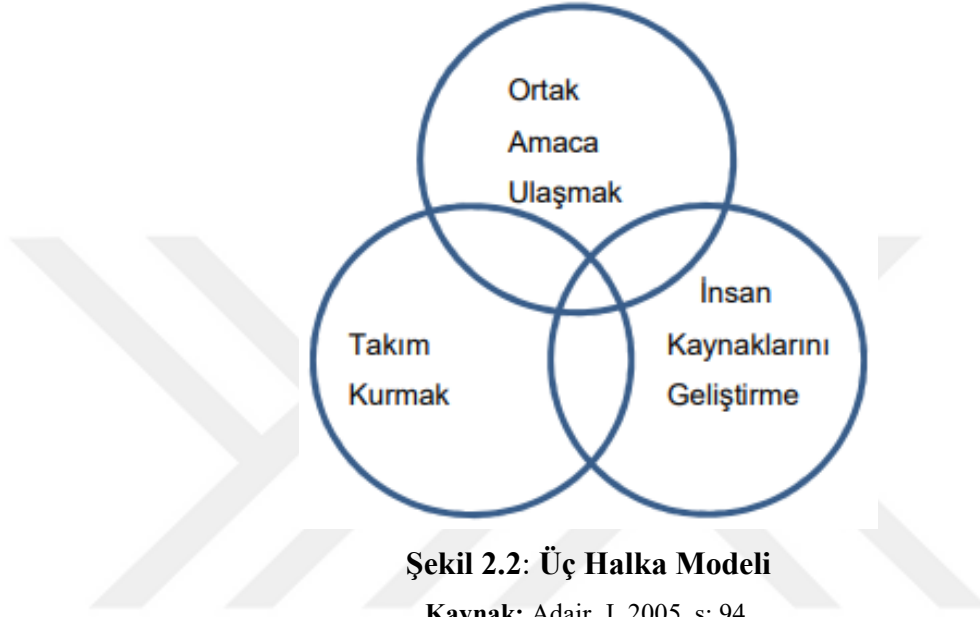 Ortak
Amaca
Ulaşmak
İnsan
Kaynaklarını
Geliştirme
Takım
Kurmak
Şekil 2.2: Üç Halka Modeli
Kaynak: Adair, J. 2005, s: 94